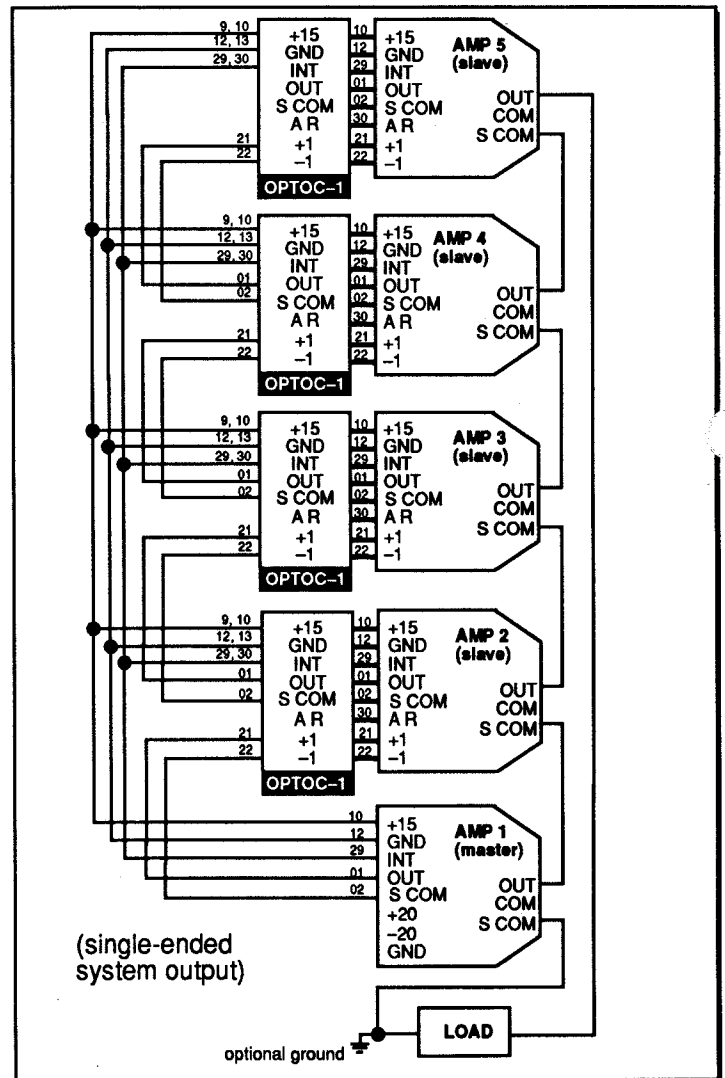 9, 10
12, 13
29, 30
21
22
+15
GND
INT
OUT
S COM
A R
+1
−1
OPTOC−1
10
12
29
01
02
30
21
22
+15
GND
INT
OUT
S COM
A R
+1
−1
AMP 5
(slave)
OUT
COM
S COM
9, 10
12, 13
29, 30
01
02
21
22
+15
GND
INT
OUT
S COM
A R
+1
−1
OPTOC−1
10
12
29
01
02
30
21
22
+15
GND
INT
OUT
S COM
A R
+1
−1
AMP 4
(slave)
OUT
COM
S COM
9, 10
12, 13
29, 30
01
02
21
22
+15
GND
INT
OUT
S COM
A R
+1
−1
OPTOC−1
10
12
29
01
02
30
21
22
+15
GND
INT
OUT
S COM
A R
+1
−1
AMP 3
(slave)
OUT
COM
S COM
9, 10
12, 13
29, 30
01
02
21
22
+15
GND
INT
OUT
S COM
A R
+1
−1
OPTOC−1
10
12
29
01
02
30
21
22
+15
GND
INT
OUT
S COM
A R
+1
−1
AMP 2
(slave)
OUT
COM
S COM
10
12
29
01
02
+15
GND
INT
OUT
S COM
+20
−20
GND
AMP 1
(master)
OUT
COM
S COM
(single-ended
system output)
optional ground
LOAD